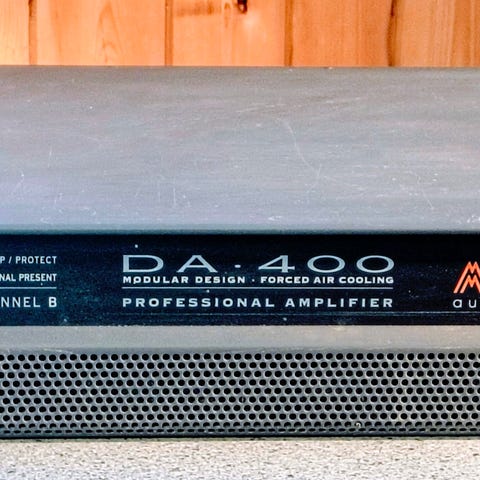 P / PROTECT
NAL PRESENT
NNEL B
DA·400
MODULAR DESIGN · FORCED AIR COOLING
PROFESSIONAL AMPLIFIER
au